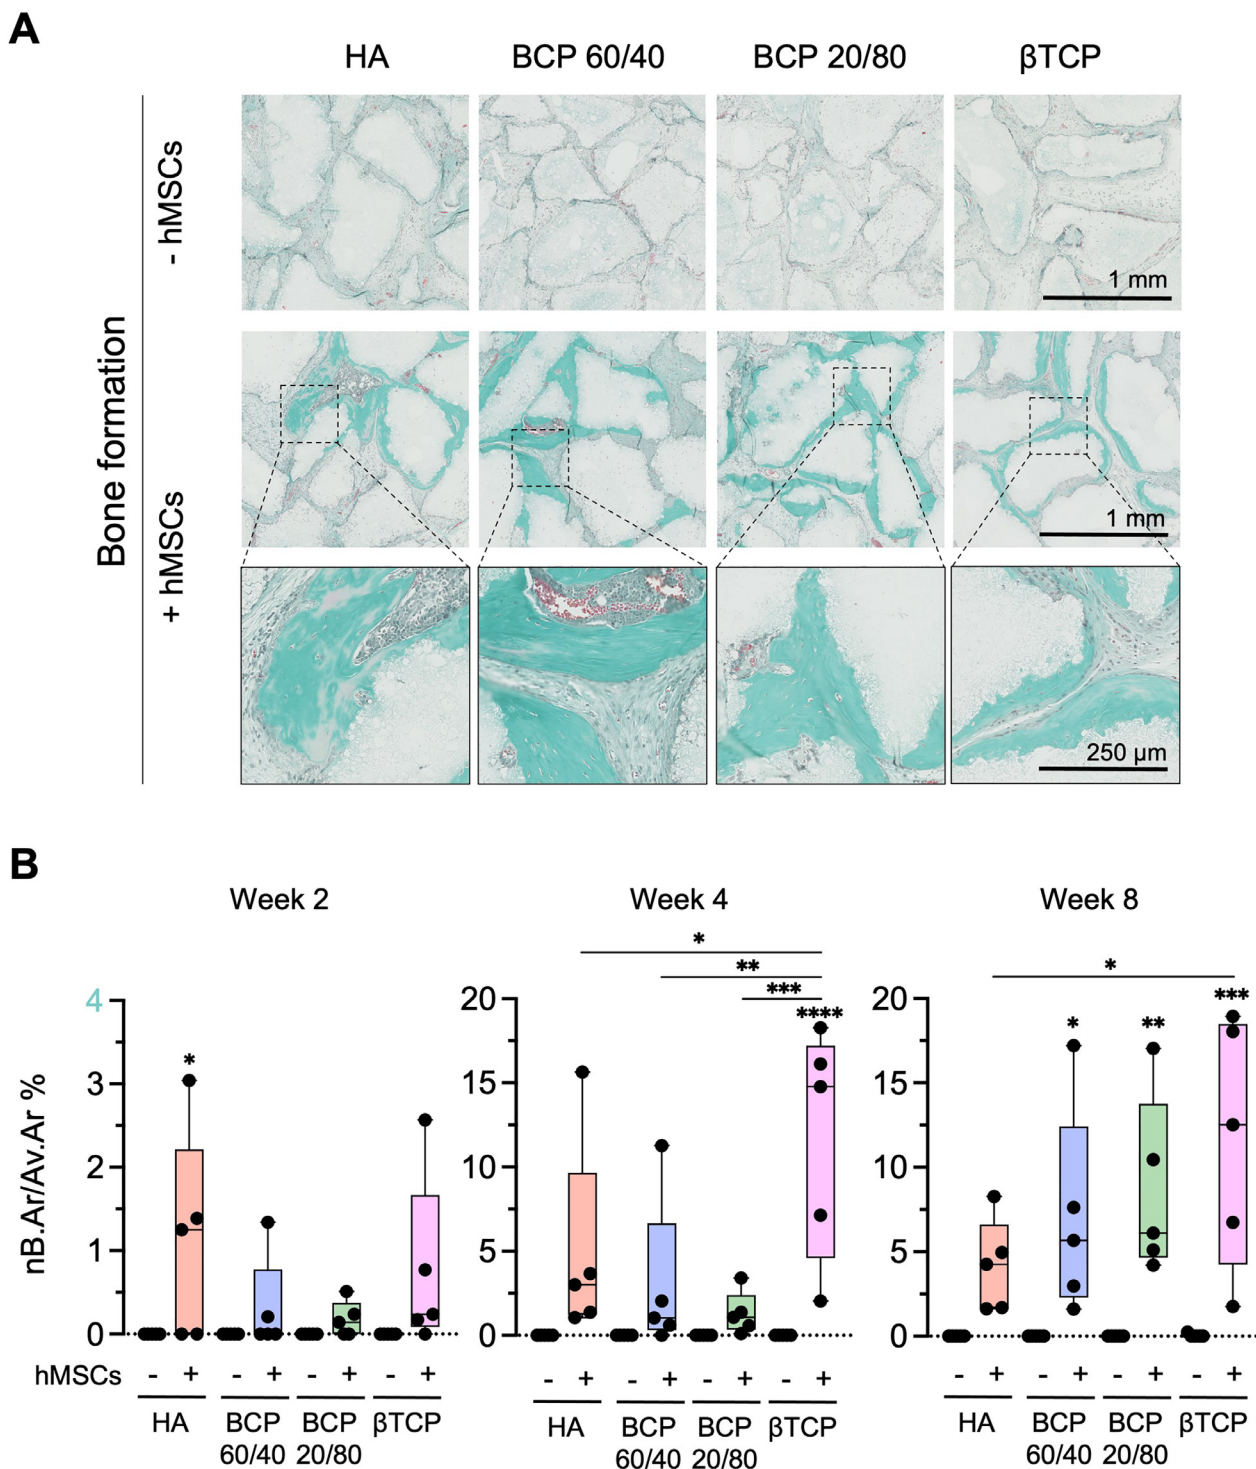 A
HA
BCP 60/40
BCP 20/80
βTCP
Bone formation
- hMSCs
1 mm
+ hMSCs
1 mm
250 µm
B
Week 2
Week 4
Week 8
nB.Ar/Av.Ar %
4
3
2
1
0
*
20
15
10
5
0
*
**
***
****
20
15
10
5
0
*
*
**
***
hMSCs - + - + - + - +
HA BCP 60/40 BCP 20/80 βTCP
- + - + - + - +
HA BCP 60/40 BCP 20/80 βTCP
- + - + - + - +
HA BCP 60/40 BCP 20/80 βTCP